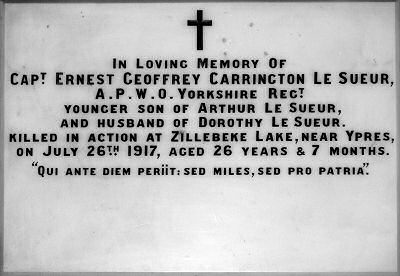 In Loving Memory Of
Capt Ernest Geoffrey Carrington Le Sueur,
A.P.W.O. Yorkshire Regt
younger son of Arthur Le Sueur,
and husband of Dorothy Le Sueur.
killed in action at Zillebeke Lake, near Ypres,
on July 26th 1917, aged 26 years & 7 months.
"Qui ante diem periit: sed miles, sed pro patria".